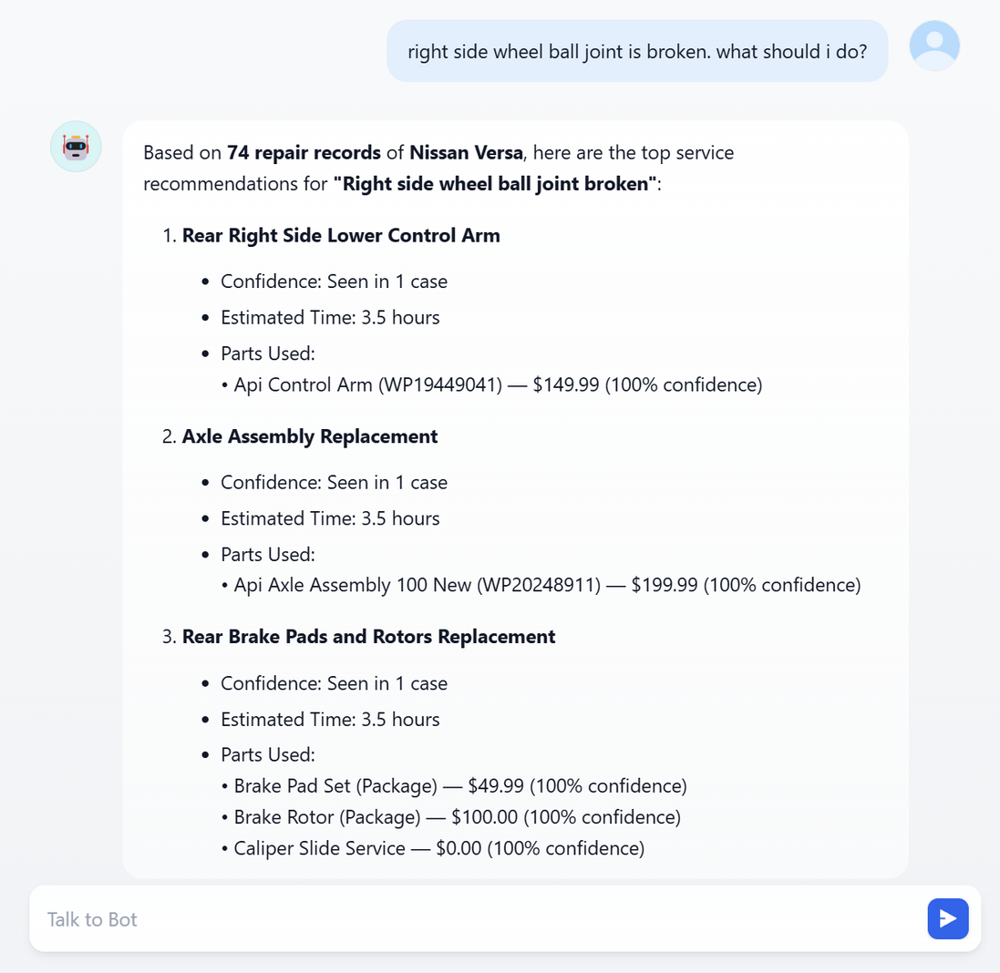 right side wheel ball joint is broken. what should i do?
Based on 74 repair records of Nissan Versa, here are the top service
recommendations for "Right side wheel ball joint broken":
1. Rear Right Side Lower Control Arm
• Confidence: Seen in 1 case
• Estimated Time: 3.5 hours
• Parts Used:
• Api Control Arm (WP19449041) — $149.99 (100% confidence)
2. Axle Assembly Replacement
• Confidence: Seen in 1 case
• Estimated Time: 3.5 hours
• Parts Used:
• Api Axle Assembly 100 New (WP20248911) — $199.99 (100% confidence)
3. Rear Brake Pads and Rotors Replacement
• Confidence: Seen in 1 case
• Estimated Time: 3.5 hours
• Parts Used:
• Brake Pad Set (Package) — $49.99 (100% confidence)
• Brake Rotor (Package) — $100.00 (100% confidence)
• Caliper Slide Service — $0.00 (100% confidence)
Talk to Bot